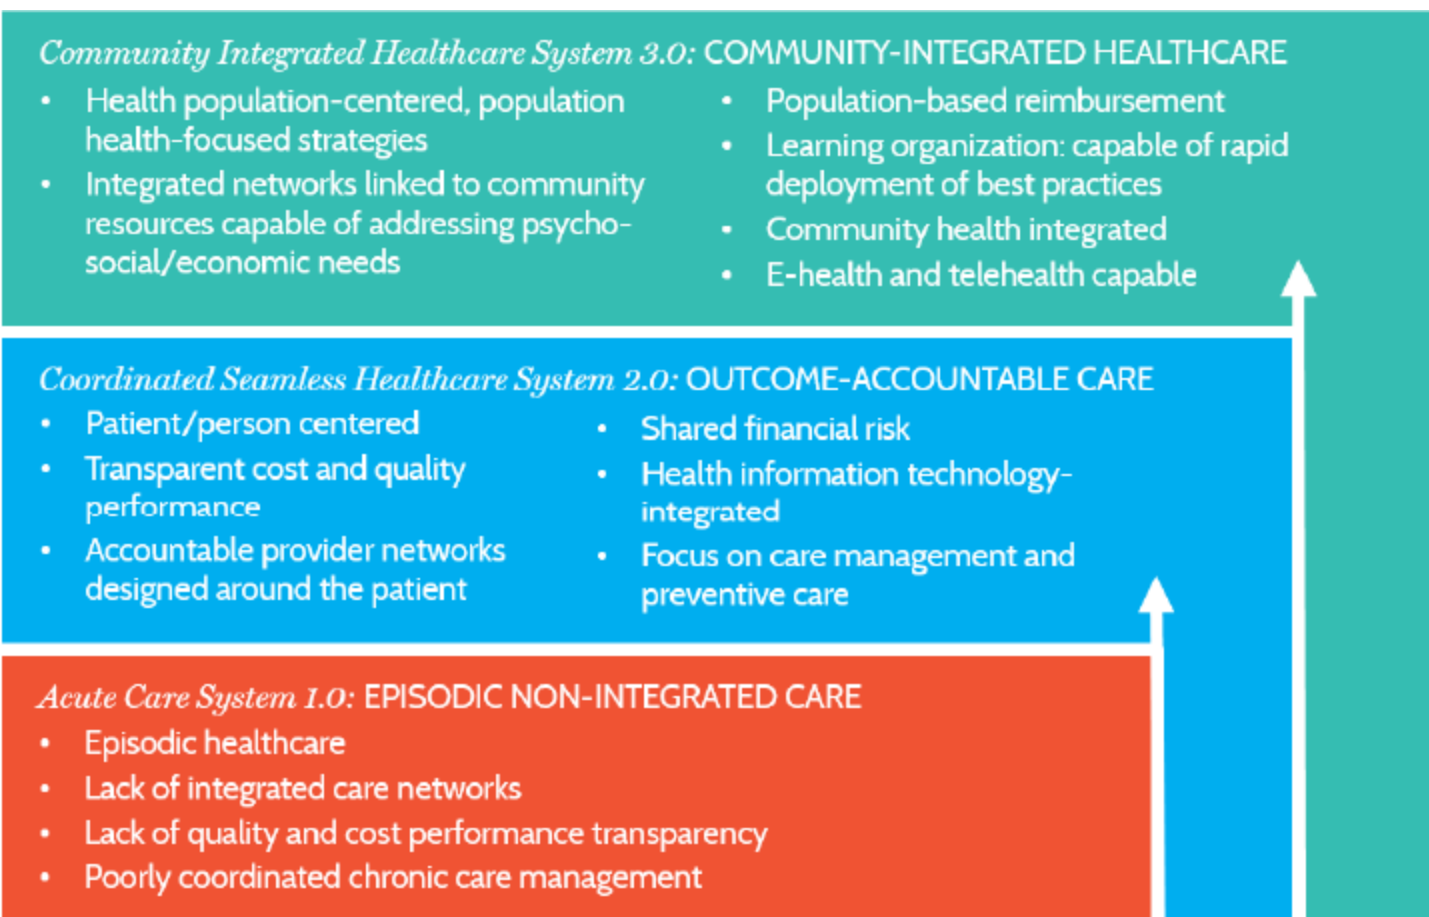 Community Integrated Healthcare System 3.0: COMMUNITY-INTEGRATED HEALTHCARE
• Health population-centered, population
health-focused strategies
• Integrated networks linked to community
resources capable of addressing psycho-
social/economic needs
• Population-based reimbursement
• Learning organization: capable of rapid
deployment of best practices
• Community health integrated
• E-health and telehealth capable
Coordinated Seamless Healthcare System 2.0: OUTCOME-ACCOUNTABLE CARE
• Patient/person centered
• Transparent cost and quality
performance
• Accountable provider networks
designed around the patient
• Shared financial risk
• Health information technology-
integrated
• Focus on care management and
preventive care
Acute Care System 1.0: EPISODIC NON-INTEGRATED CARE
• Episodic healthcare
• Lack of integrated care networks
• Lack of quality and cost performance transparency
• Poorly coordinated chronic care management